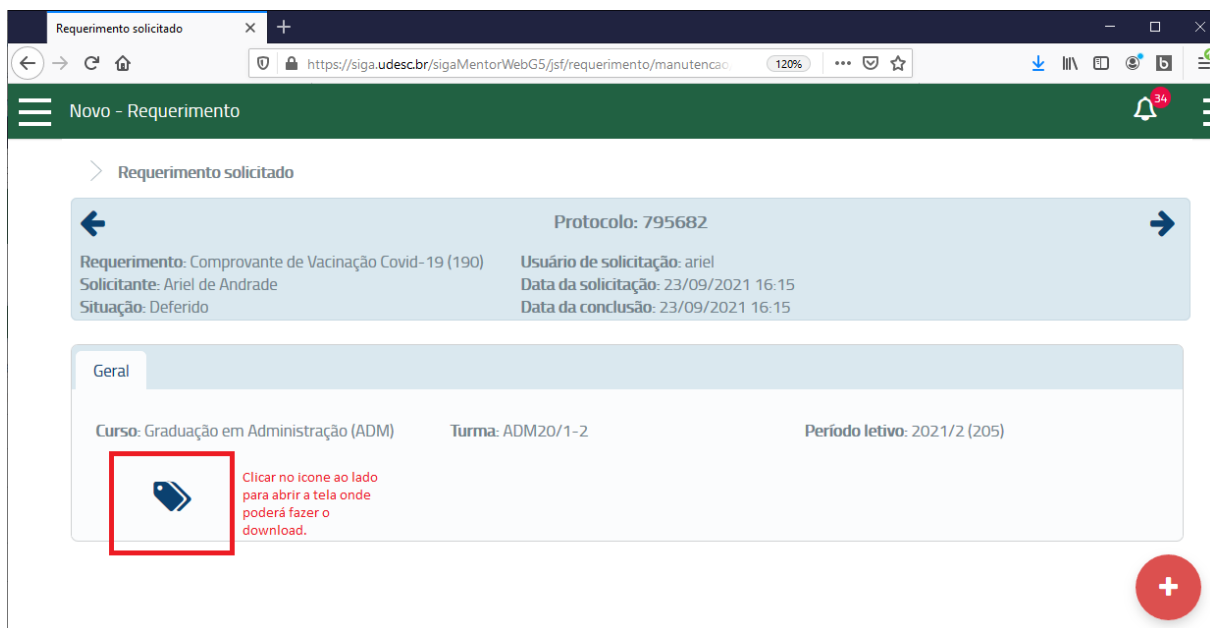 Requerimento solicitado
https://siga.udesc.br/sigaMentorWebG5/jsf/requerimento/manutencao
120%
Novo - Requerimento
34
Requerimento solicitado
Protocolo: 795682
Requerimento: Comprovante de Vacinação Covid-19 (190)
Usuário de solicitação: ariel
Solicitante: Ariel de Andrade
Data da solicitação: 23/09/2021 16:15
Situação: Deferido
Data da conclusão: 23/09/2021 16:15
Geral
Curso: Graduação em Administração (ADM)
Turma: ADM20/1-2
Período letivo: 2021/2 (205)
Clicar no icone ao lado
para abrir a tela onde
poderá fazer o
download.